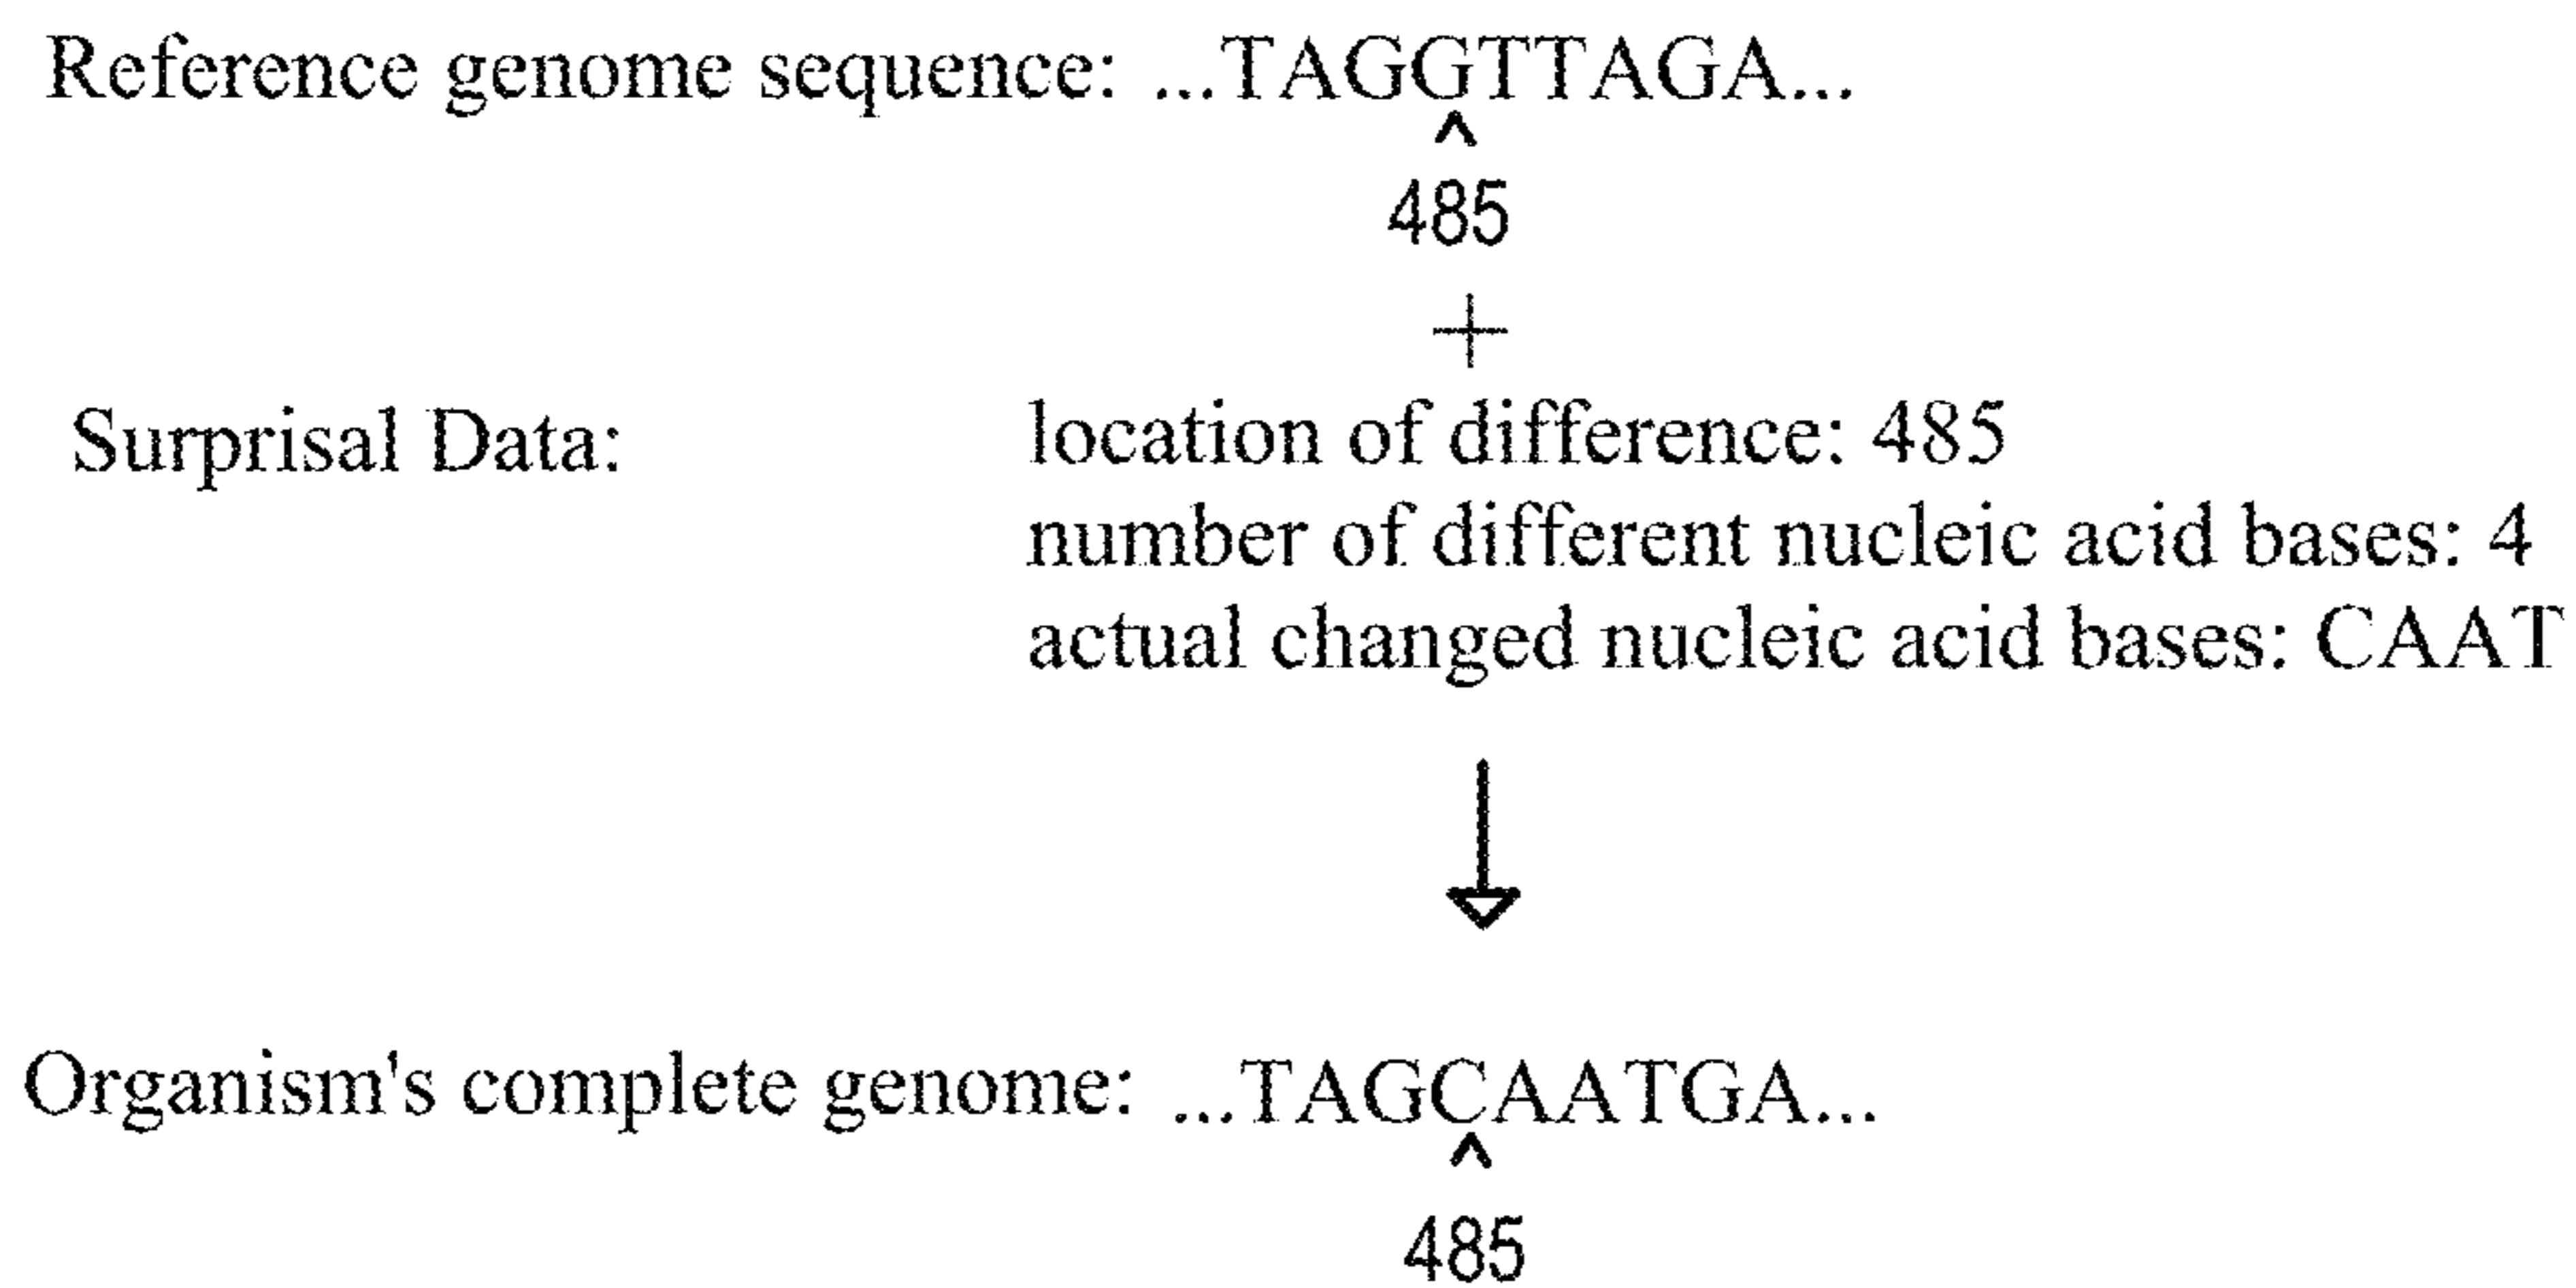 Reference genome sequence: ...TAGGTTAGA...
^
485
+
Surprisal Data: location of difference: 485
number of different nucleic acid bases: 4
actual changed nucleic acid bases: CAAT
Organism's complete genome: ...TAGCAATGA...
^
485